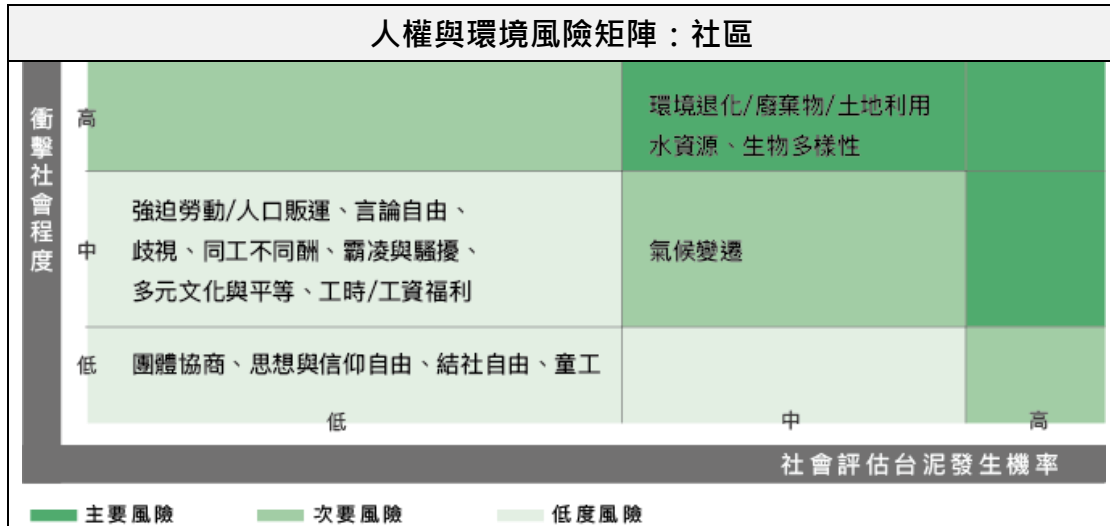 人權與環境風險矩陣：社區
衝擊社會程度
高
環境退化/廢棄物/土地利用
水資源、生物多樣性
中
強迫勞動/人口販運、言論自由、
歧視、同工不同酬、霸凌與騷擾、
多元文化與平等、工時/工資福利
氣候變遷
低
團體協商、思想與信仰自由、結社自由、童工
低
中
高
社會評估台泥發生機率
主要風險
次要風險
低度風險